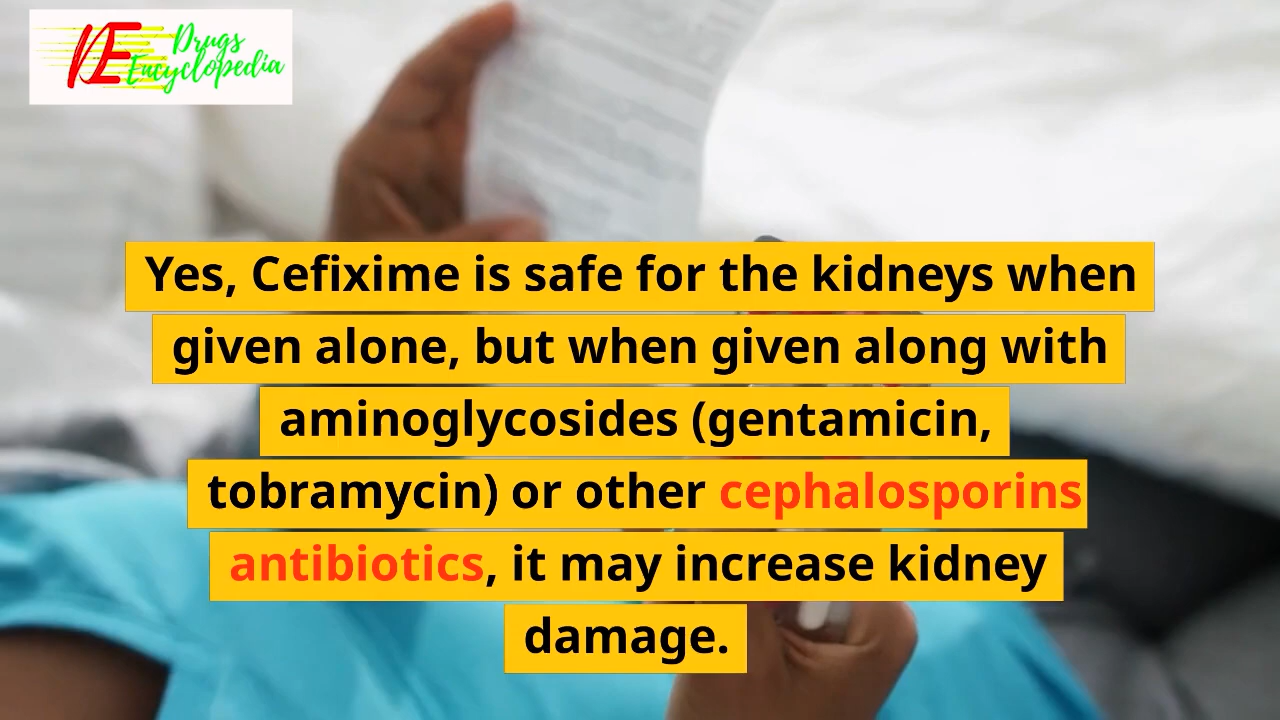 DE Drugs
Encyclopedia
Yes, Cefixime is safe for the kidneys when
given alone, but when given along with
aminoglycosides (gentamicin,
tobramycin) or other cephalosporins
antibiotics, it may increase kidney
damage.